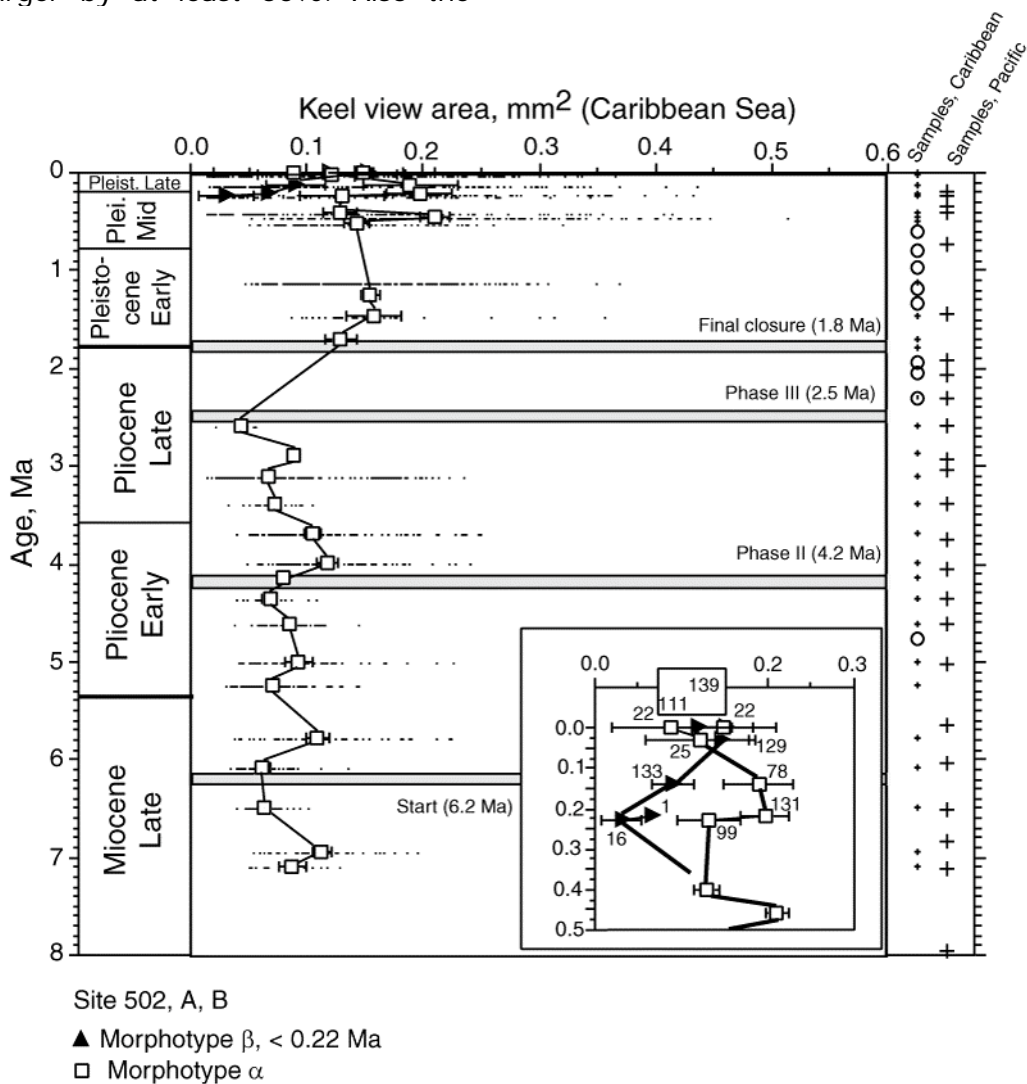 Keel view area, mm2 (Caribbean Sea)
Samples, Caribbean
Samples, Pacific
0.0 0.1 0.2 0.3 0.4 0.5 0.6
Age, Ma
0
1
2
3
4
5
6
7
8
Pleist. Late
Plei.
Mid
Pleisto-
cene
Early
Pliocene
Late
Pliocene
Early
Miocene
Late
Final closure (1.8 Ma)
Phase III (2.5 Ma)
Phase II (4.2 Ma)
Start (6.2 Ma)
0.0 0.2 0.3
0.0
0.1
0.2
0.3
0.4
0.5
139
111
22
22
25
129
133
78
1
131
16
99
Site 502, A, B
▲ Morphotype β, < 0.22 Ma
□ Morphotype α